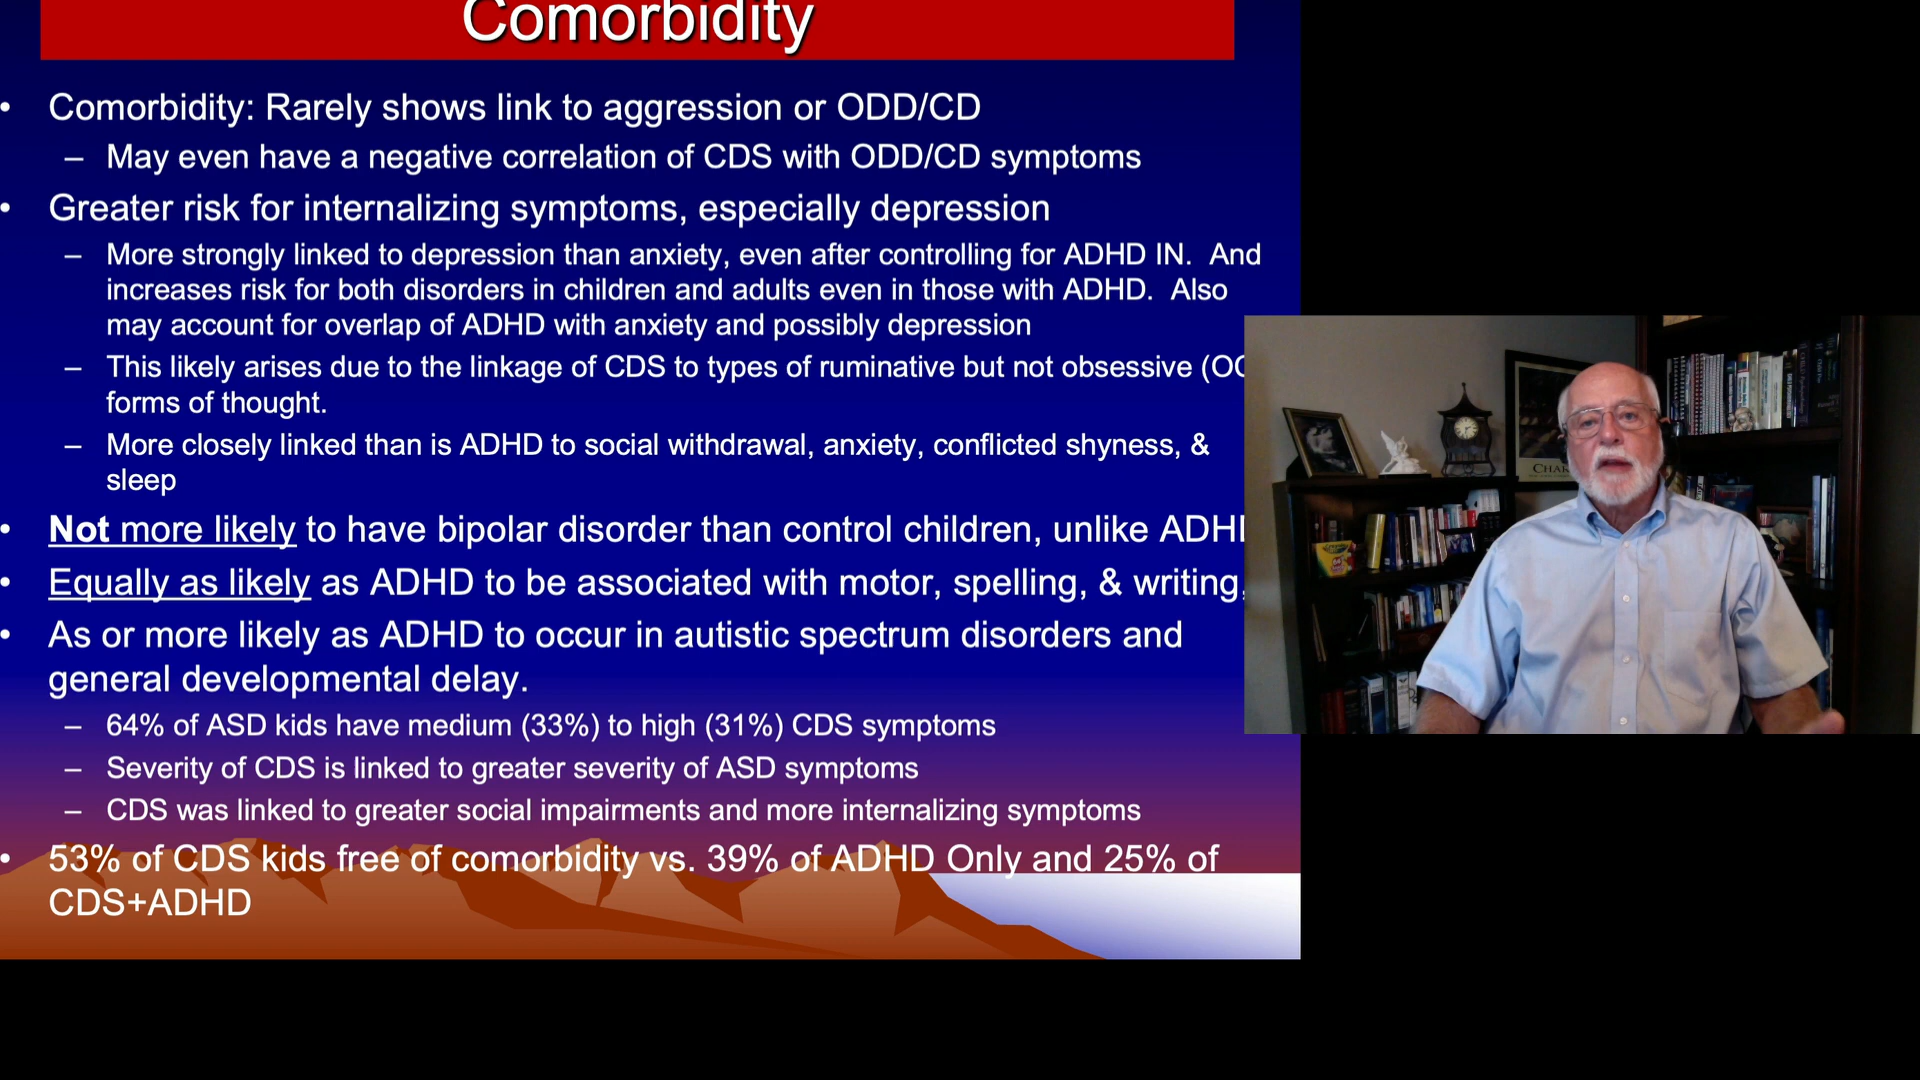 Comorbidity
• Comorbidity: Rarely shows link to aggression or ODD/CD
– May even have a negative correlation of CDS with ODD/CD symptoms
• Greater risk for internalizing symptoms, especially depression
– More strongly linked to depression than anxiety, even after controlling for ADHD IN. And
increases risk for both disorders in children and adults even in those with ADHD. Also
may account for overlap of ADHD with anxiety and possibly depression
– This likely arises due to the linkage of CDS to types of ruminative but not obsessive (OC
forms of thought.
– More closely linked than is ADHD to social withdrawal, anxiety, conflicted shyness, &
sleep
• Not more likely to have bipolar disorder than control children, unlike ADH
• Equally as likely as ADHD to be associated with motor, spelling, & writing,
• As or more likely as ADHD to occur in autistic spectrum disorders and
general developmental delay.
– 64% of ASD kids have medium (33%) to high (31%) CDS symptoms
– Severity of CDS is linked to greater severity of ASD symptoms
– CDS was linked to greater social impairments and more internalizing symptoms
• 53% of CDS kids free of comorbidity vs. 39% of ADHD Only and 25% of
CDS+ADHD